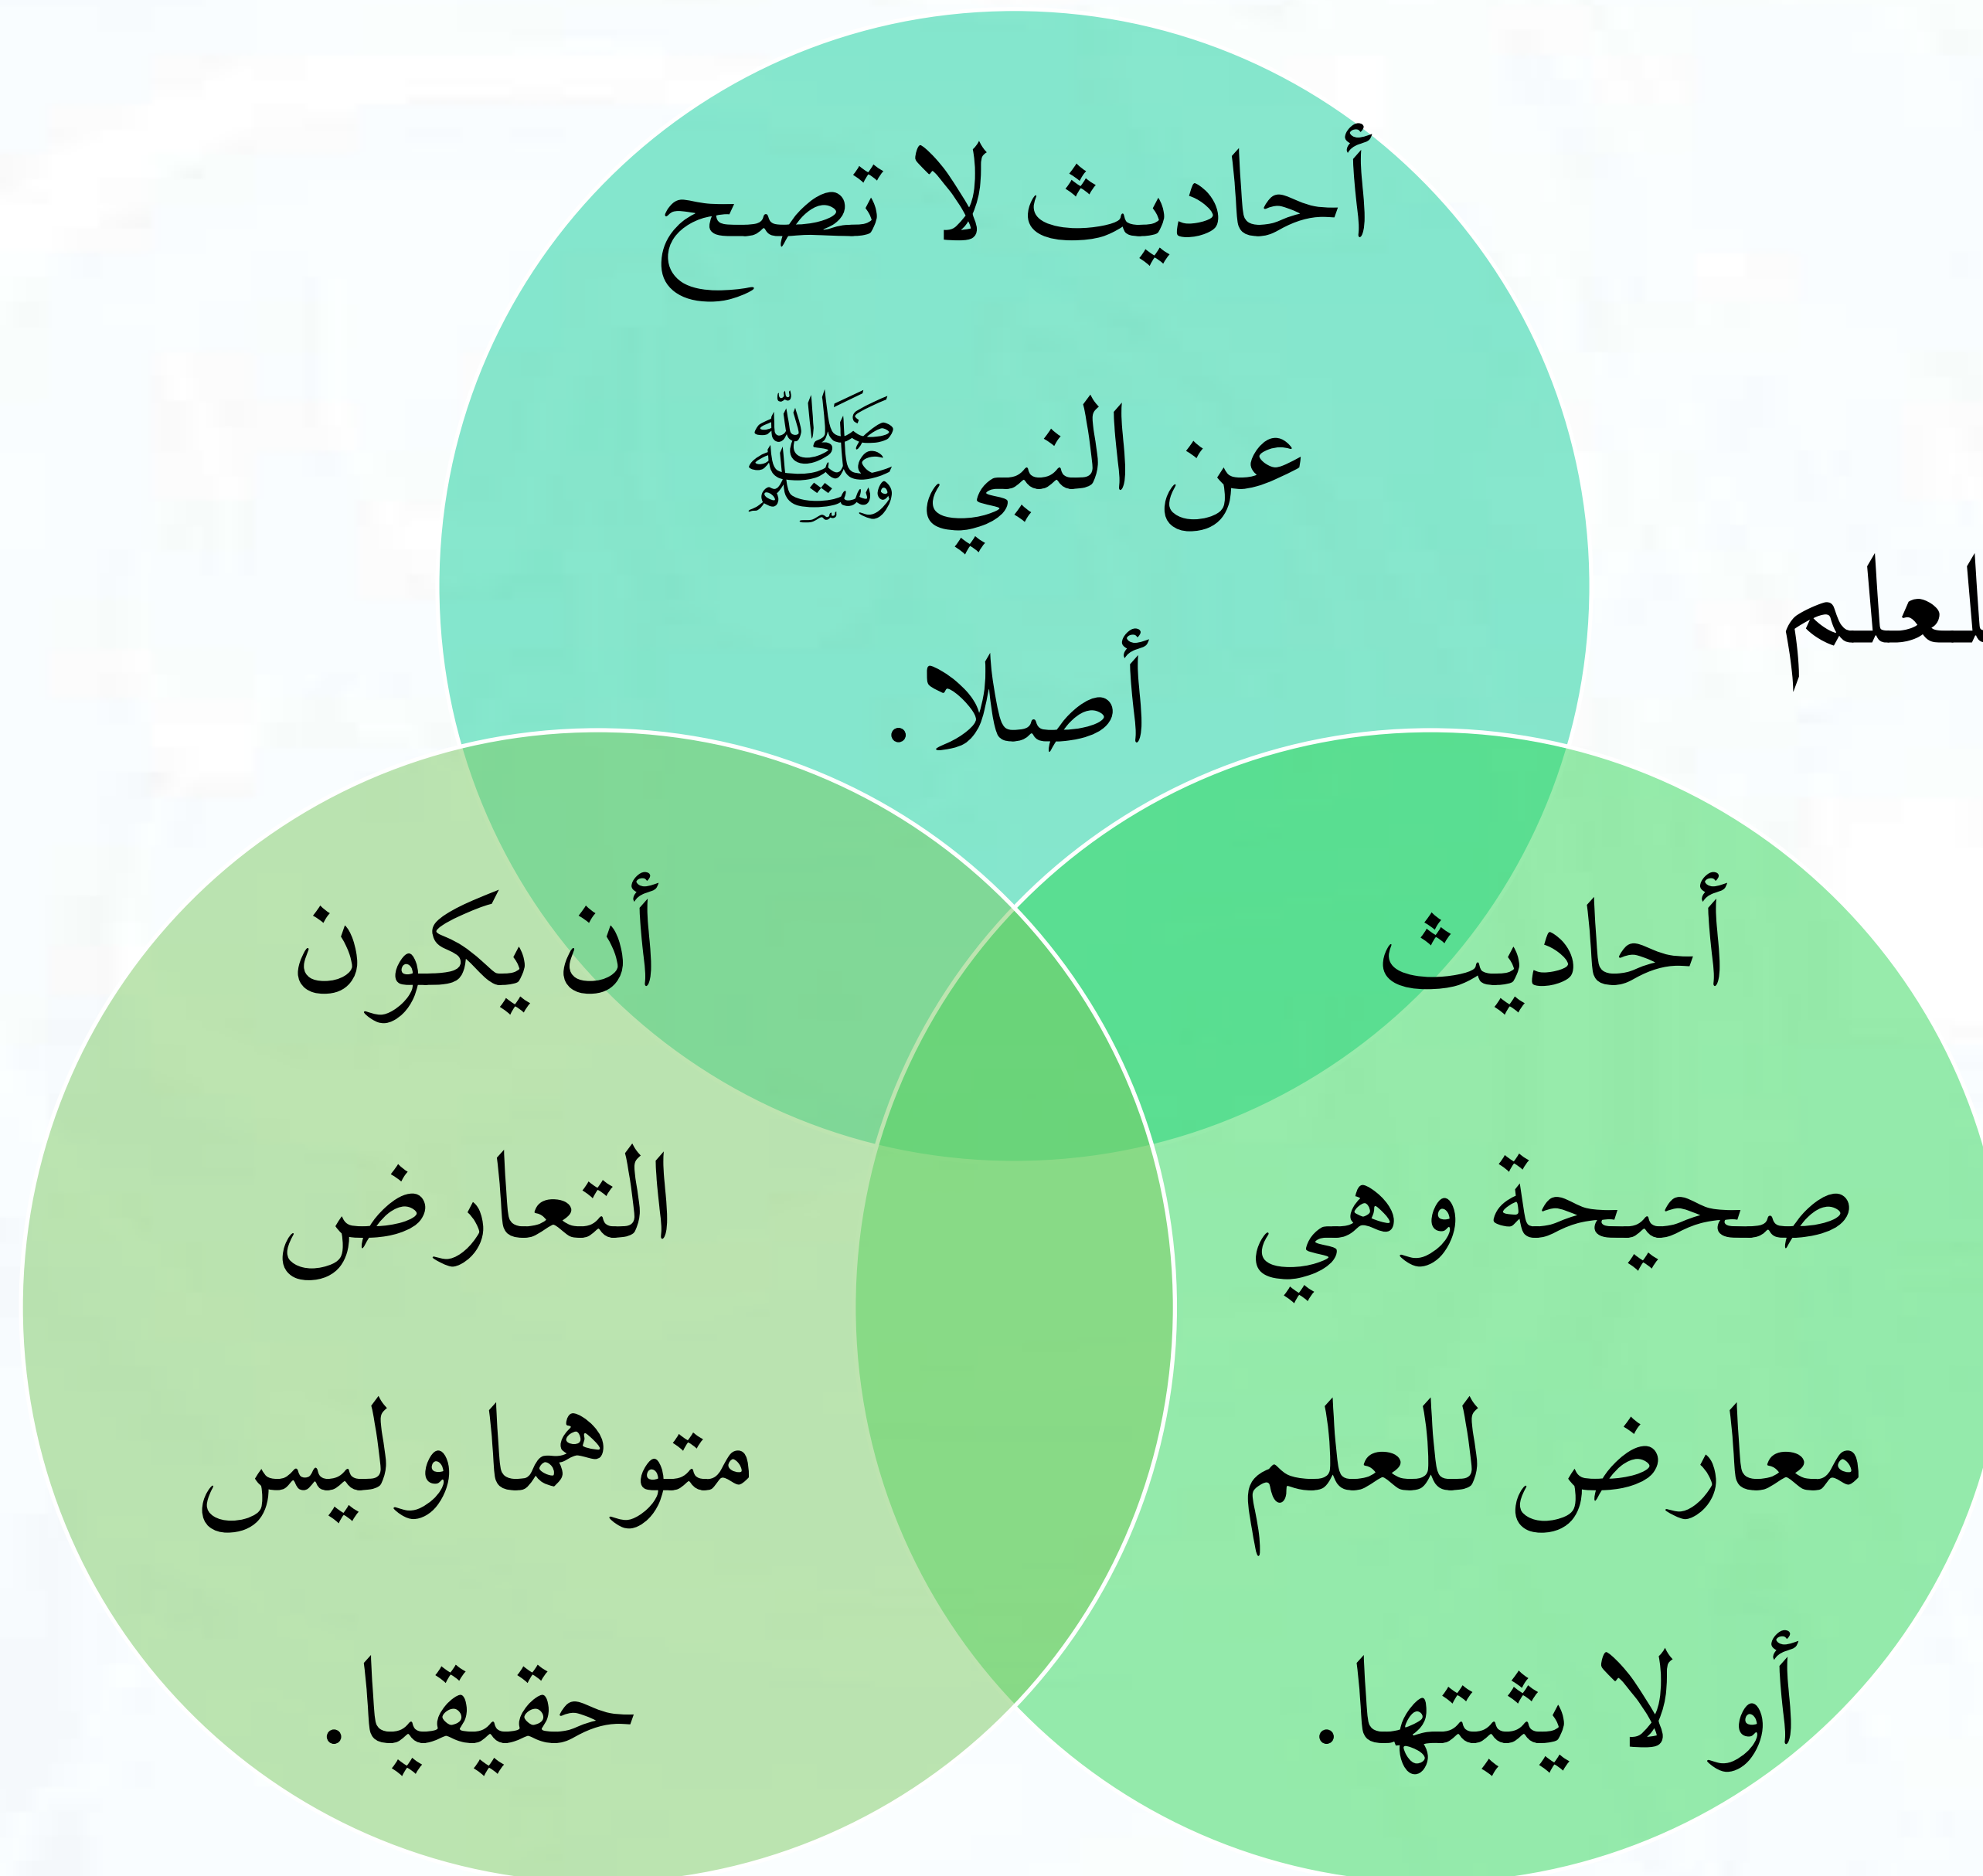 أحاديث لا تصح
عن النبي ﷺ
أصلا.
للعلم
أحاديث
صحيحة وهي
معارض للعلم
أو لا يثبتها.
أن يكون
التعارض
متوهما وليس
حقيقيا.